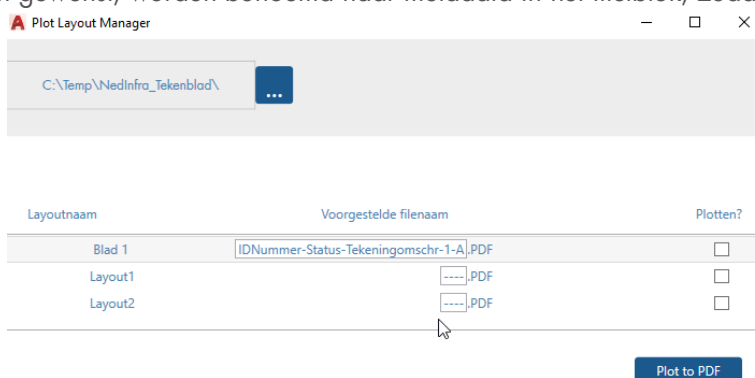 Plot Layout Manager
C:\Temp\NedInfra_Tekenblad\
...
Layoutnaam Voorgestelde filenaam Plotten?
Blad 1 IDNummer-Status-Tekeningomschr-1-A .PDF
Layout1 ---- .PDF
Layout2 ---- .PDF
Plot to PDF